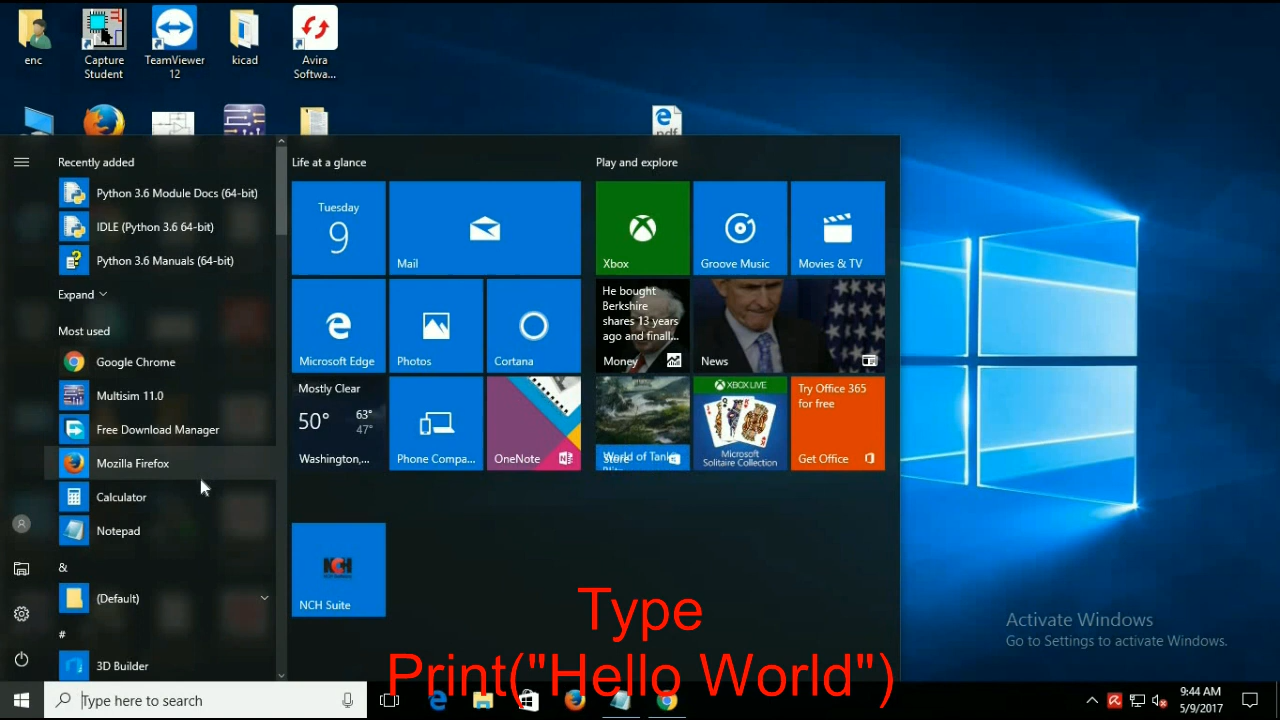 enc
Capture
Student
TeamViewer
12
kicad
Avira
Softwa...
pdf
Recently added
Python 3.6 Module Docs (64-bit)
IDLE (Python 3.6 64-bit)
Python 3.6 Manuals (64-bit)
Expand
Most used
Google Chrome
Multisim 11.0
Free Download Manager
Mozilla Firefox
Calculator
Notepad
&
(Default)
#
3D Builder
Life at a glance
Tuesday
9
Mail
Microsoft Edge
Photos
Cortana
Mostly Clear
50° 63°
47°
Washington,...
Phone Compa...
OneNote
NCH
NCH Suite
Play and explore
Xbox
Groove Music
Movies & TV
He bought
Berkshire
shares 13 years
ago and finall...
Money
News
World of Tank
Store
XBOX LIVE
Microsoft
Solitaire Collection
Try Office 365
for free
Get Office
Type
Print("Hello World")
Activate Windows
Go to Settings to activate Windows.
Type here to search
9:44 AM
5/9/2017